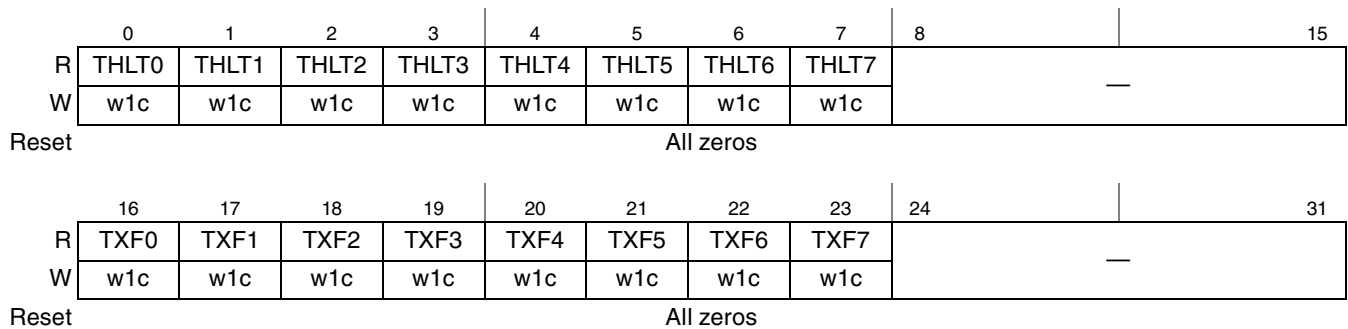 0 1 2 3 4 5 6 7 8 15
R THLT0 THLT1 THLT2 THLT3 THLT4 THLT5 THLT6 THLT7 —
W w1c w1c w1c w1c w1c w1c w1c w1c
Reset All zeros
16 17 18 19 20 21 22 23 24 31
R TXF0 TXF1 TXF2 TXF3 TXF4 TXF5 TXF6 TXF7 —
W w1c w1c w1c w1c w1c w1c w1c w1c
Reset All zeros